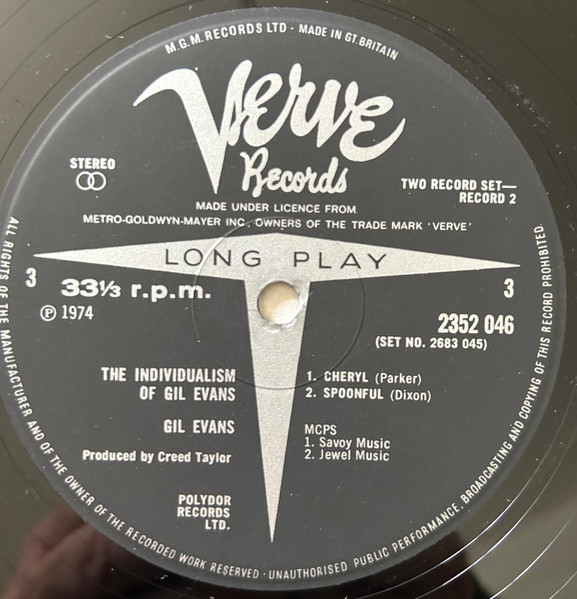 M.G.M. RECORDS LTD · MADE IN GT. BRITAIN
Verve
Records
STEREO
TWO RECORD SET—
RECORD 2
MADE UNDER LICENCE FROM
METRO-GOLDWYN-MAYER INC., OWNERS OF THE TRADE MARK 'VERVE'
LONG PLAY
3
33⅓ r.p.m.
3
℗ 1974
2352 046
(SET NO. 2683 045)
THE INDIVIDUALISM
OF GIL EVANS
GIL EVANS
Produced by Creed Taylor
1. CHERYL (Parker)
2. SPOONFUL (Dixon)
MCPS
1. Savoy Music
2. Jewel Music
POLYDOR
RECORDS
LTD.
ALL RIGHTS OF THE MANUFACTURER AND OF THE OWNER OF THE RECORDED WORK RESERVED · UNAUTHORISED PUBLIC PERFORMANCE, BROADCASTING AND COPYING OF THIS RECORD PROHIBITED